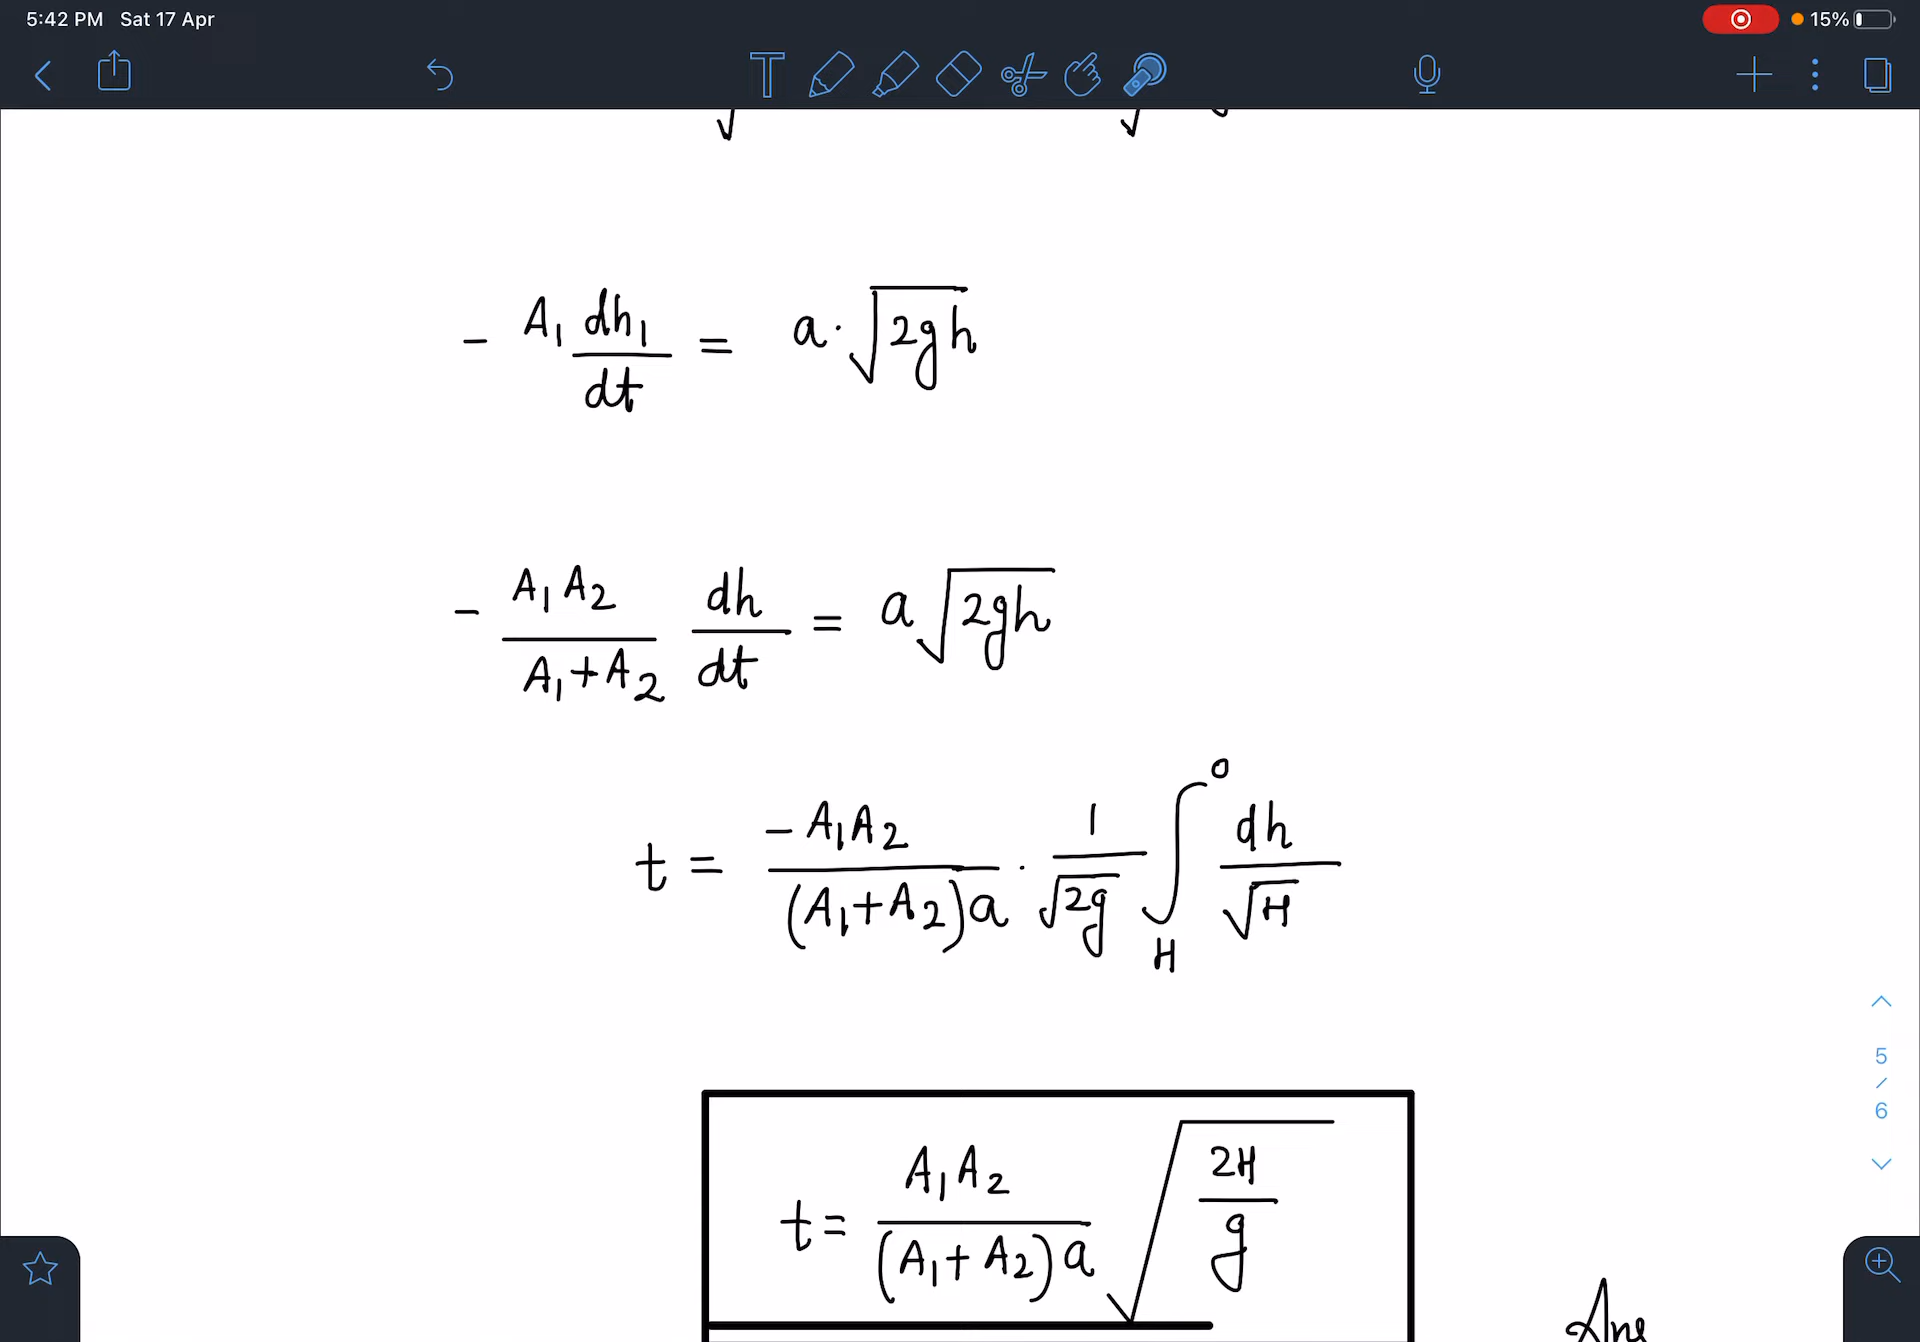 5:42 PM Sat 17 Apr
15%
T
- A₁ dh₁/dt = a·√2gh
- A₁A₂/A₁+A₂ dh/dt = a√2gh
t = -A₁A₂/(A₁+A₂)a · 1/√2g ∫_H^0 dh/√H
5
/
6
t = A₁A₂/(A₁+A₂)a √2H/g
Ans